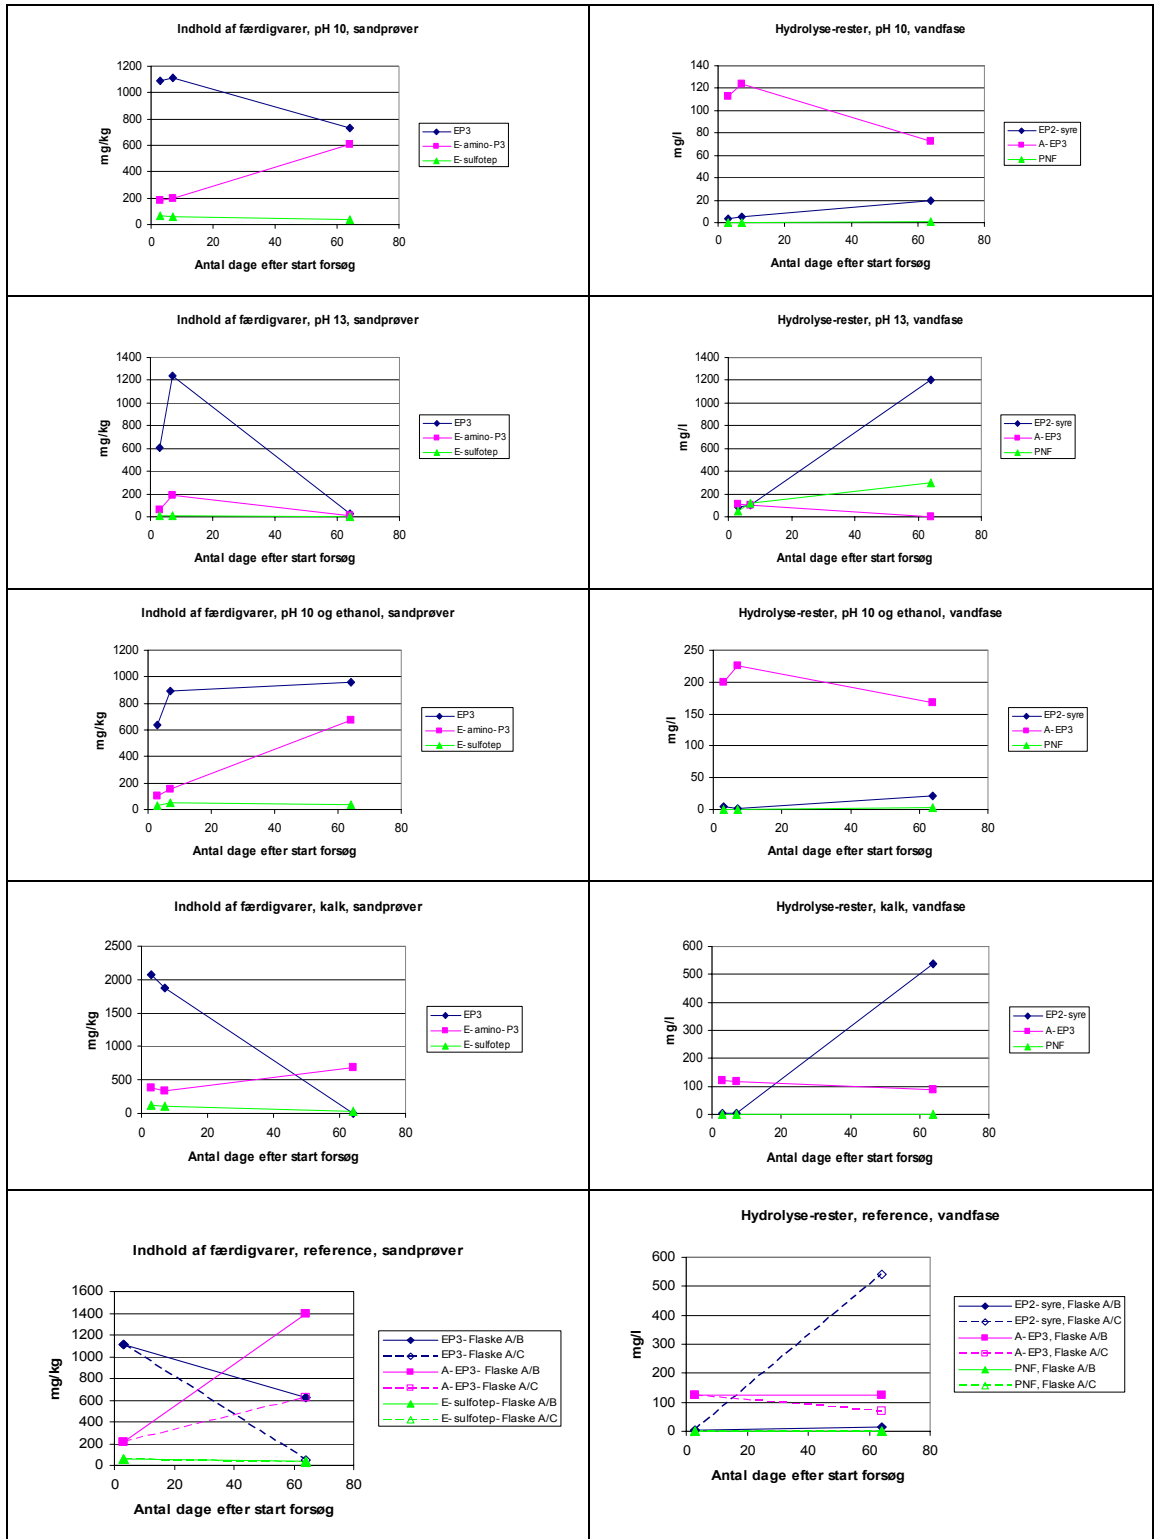 Indhold af færdigvarer, pH 10, sandprøver
1200
1000
800
600
400
200
0
mg/kg
0 20 40 60 80
Antal dage efter start forsøg
EP3
E-amino-P3
E-sulfotep
Hydrolyse-rester, pH 10, vandfase
140
120
100
80
60
40
20
0
mg/l
0 20 40 60 80
Antal dage efter start forsøg
EP2-syre
A-EP3
PNF
Indhold af færdigvarer, pH 13, sandprøver
1400
1200
1000
800
600
400
200
0
mg/kg
0 20 40 60 80
Antal dage efter start forsøg
EP3
E-amino-P3
E-sulfotep
Hydrolyse-rester, pH 13, vandfase
1400
1200
1000
800
600
400
200
0
mg/l
0 20 40 60 80
Antal dage efter start forsøg
EP2-syre
A-EP3
PNF
Indhold af færdigvarer, pH 10 og ethanol, sandprøver
1200
1000
800
600
400
200
0
mg/kg
0 20 40 60 80
Antal dage efter start forsøg
EP3
E-amino-P3
E-sulfotep
Hydrolyse-rester, pH 10 og ethanol, vandfase
250
200
150
100
50
0
mg/l
0 20 40 60 80
Antal dage efter start forsøg
EP2-syre
A-EP3
PNF
Indhold af færdigvarer, kalk, sandprøver
2500
2000
1500
1000
500
0
mg/kg
0 20 40 60 80
Antal dage efter start forsøg
EP3
E-amino-P3
E-sulfotep
Hydrolyse-rester, kalk, vandfase
600
500
400
300
200
100
0
mg/l
0 20 40 60 80
Antal dage efter start forsøg
EP2-syre
A-EP3
PNF
Indhold af færdigvarer, reference, sandprøver
1600
1400
1200
1000
800
600
400
200
0
mg/kg
0 20 40 60 80
Antal dage efter start forsøg
EP3-Flaske A/B
EP3-Flaske A/C
A-EP3-Flaske A/B
A-EP3-Flaske A/C
E-sulfotep-Flaske A/B
E-sulfotep-Flaske A/C
Hydrolyse-rester, reference, vandfase
600
500
400
300
200
100
0
mg/l
0 20 40 60 80
Antal dage efter start forsøg
EP2-syre, Flaske A/B
EP2-syre, Flaske A/C
A-EP3, Flaske A/B
A-EP3, Flaske A/C
PNF, Flaske A/B
PNF, Flaske A/C